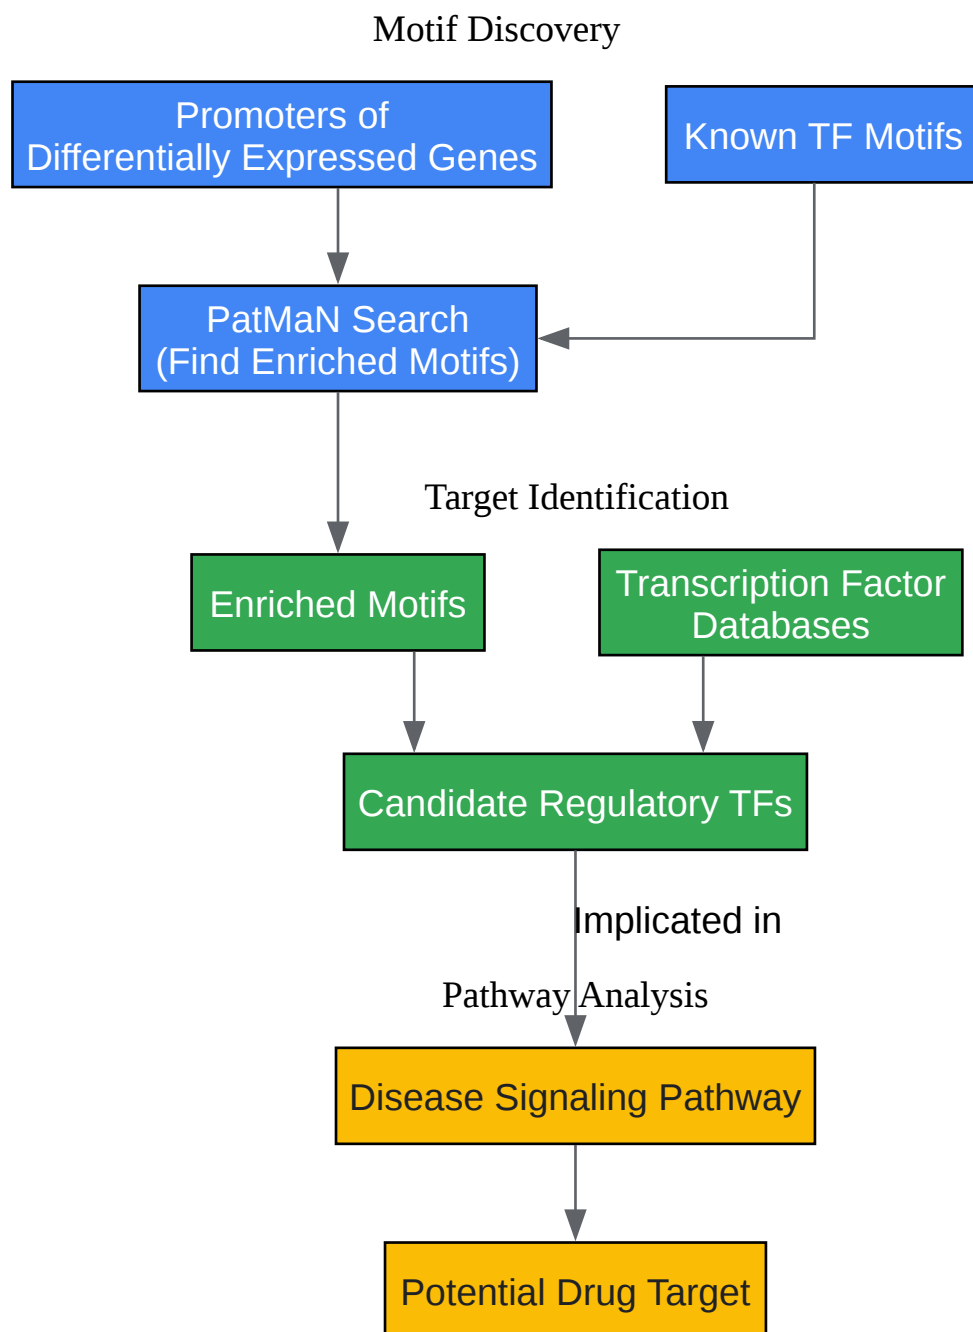 Motif Discovery
Promoters of
Differentially Expressed Genes
Known TF Motifs
PatMaN Search
(Find Enriched Motifs)
Target Identification
Enriched Motifs
Transcription Factor
Databases
Candidate Regulatory TFs
Implicated in
Pathway Analysis
Disease Signaling Pathway
Potential Drug Target